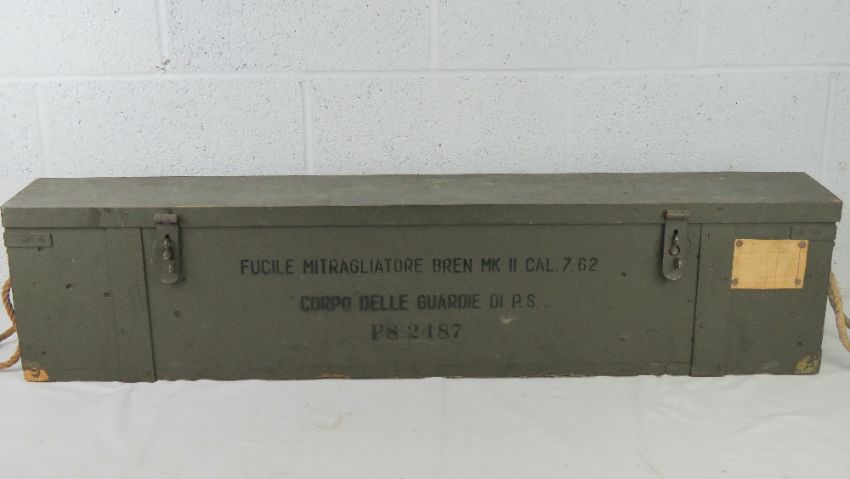 FUCILE MITRAGLIATORE BREN MK II CAL.7.62
CORPO DELLE GUARDIE DI P.S.
PS 2487